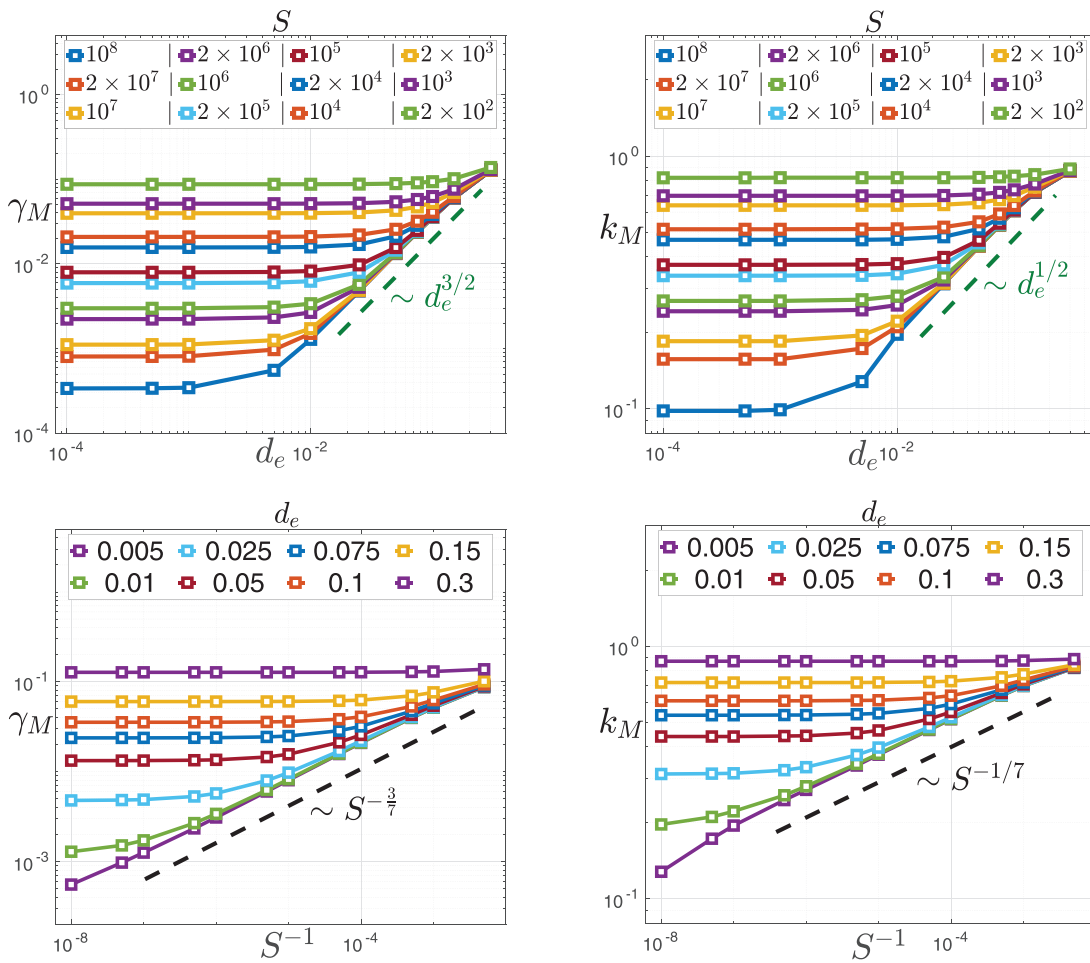 S
10^8 | 2 × 10^6 | 10^5 | 2 × 10^3
2 × 10^7 | 10^6 | 2 × 10^4 | 10^3
10^7 | 2 × 10^5 | 10^4 | 2 × 10^2
10^0
γ_M
10^-2
∼ d_e^{3/2}
10^-4
10^-4 d_e 10^-2
S
10^8 | 2 × 10^6 | 10^5 | 2 × 10^3
2 × 10^7 | 10^6 | 2 × 10^4 | 10^3
10^7 | 2 × 10^5 | 10^4 | 2 × 10^2
10^0
k_M
∼ d_e^{1/2}
10^-1
10^-4 d_e 10^-2
d_e
0.005 0.025 0.075 0.15
0.01 0.05 0.1 0.3
10^-1
γ_M
∼ S^{-3/7}
10^-3
10^-8 S^-1 10^-4
d_e
0.005 0.025 0.075 0.15
0.01 0.05 0.1 0.3
10^0
k_M
∼ S^{-1/7}
10^-1
10^-8 S^-1 10^-4